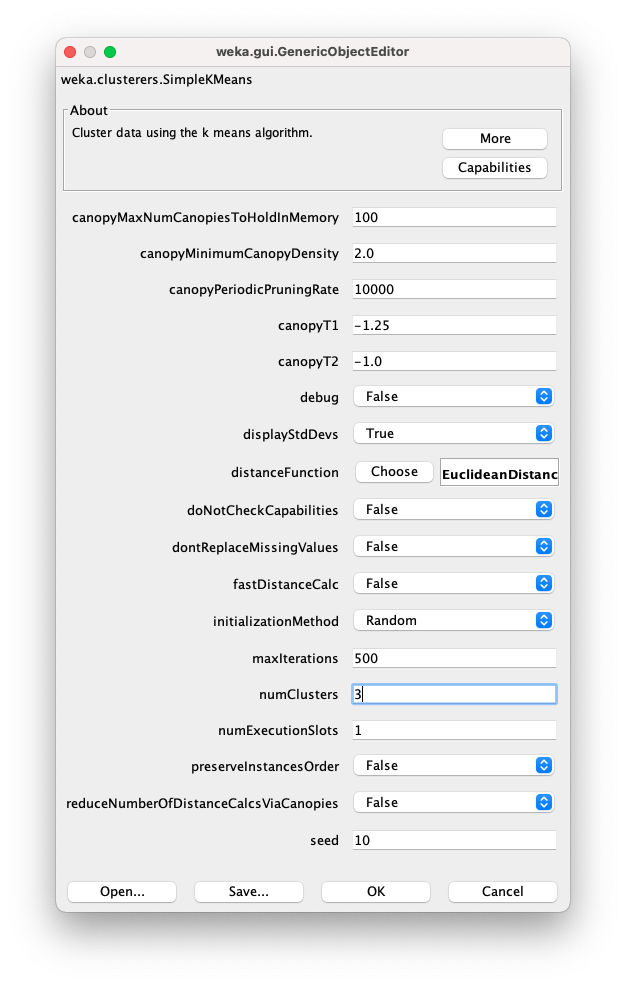 weka.gui.GenericObjectEditor
weka.clusterers.SimpleKMeans
About
Cluster data using the k means algorithm.
More
Capabilities
canopyMaxNumCanopiesToHoldInMemory 100
canopyMinimumCanopyDensity 2.0
canopyPeriodicPruningRate 10000
canopyT1 -1.25
canopyT2 -1.0
debug False
displayStdDevs True
distanceFunction Choose EuclideanDistanc
doNotCheckCapabilities False
dontReplaceMissingValues False
fastDistanceCalc False
initializationMethod Random
maxIterations 500
numClusters 3
numExecutionSlots 1
preserveInstancesOrder False
reduceNumberOfDistanceCalcsViaCanopies False
seed 10
Open... Save... OK Cancel